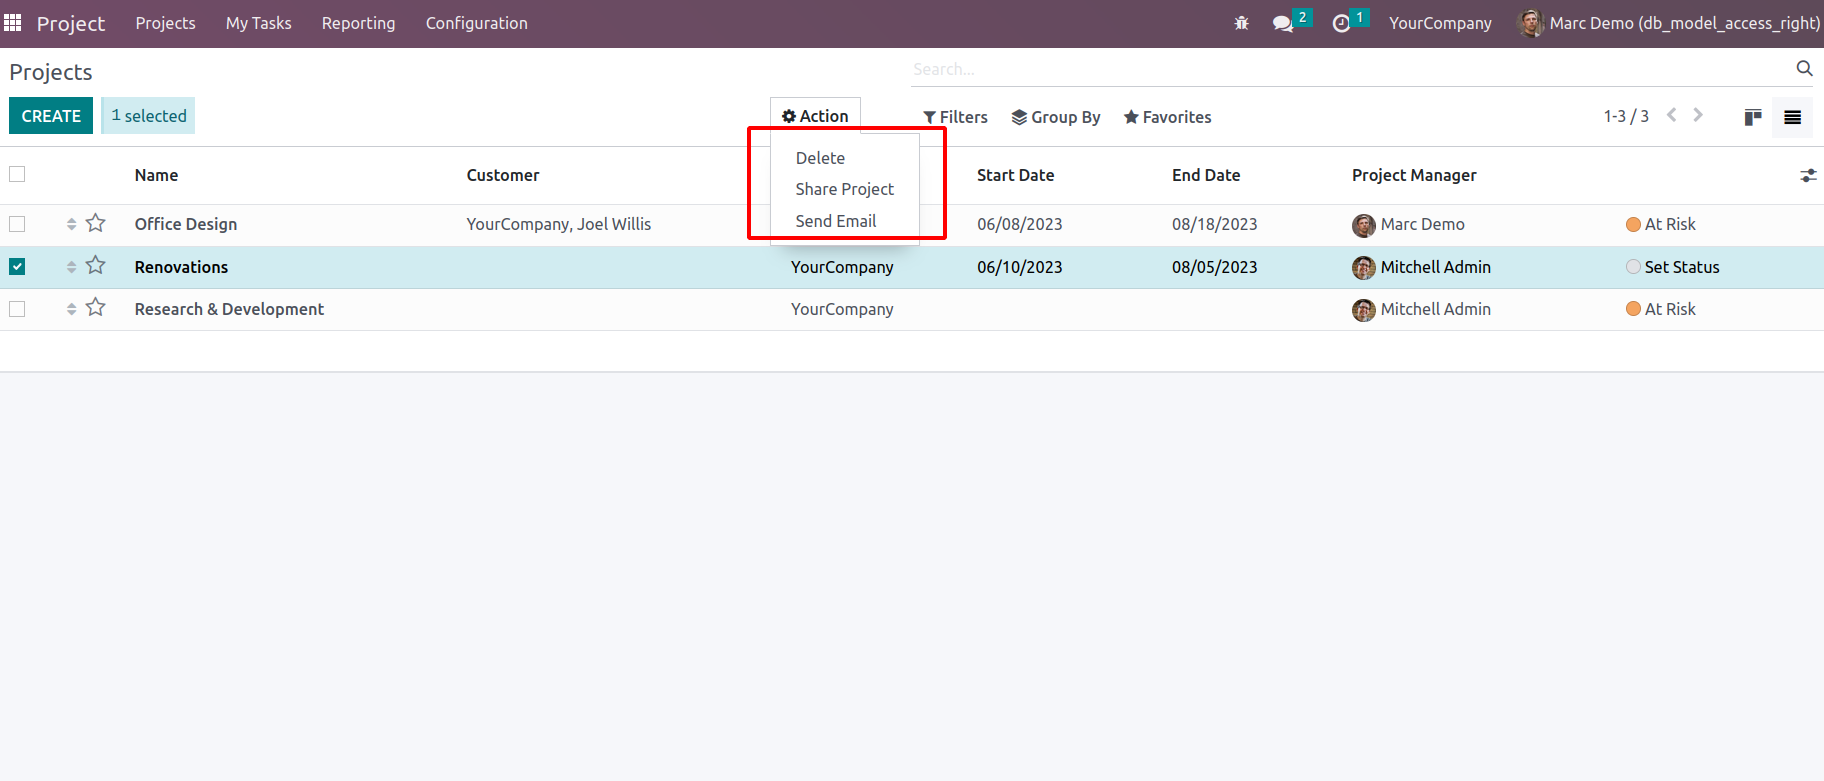 Project Projects My Tasks Reporting Configuration 2 1 YourCompany Marc Demo (db_model_access_right)
Projects Search...
CREATE 1 selected Action Filters Group By Favorites 1-3 / 3
Delete
Share Project
Send Email
Name Customer Start Date End Date Project Manager
Office Design YourCompany, Joel Willis 06/08/2023 08/18/2023 Marc Demo At Risk
Renovations YourCompany 06/10/2023 08/05/2023 Mitchell Admin Set Status
Research & Development YourCompany Mitchell Admin At Risk